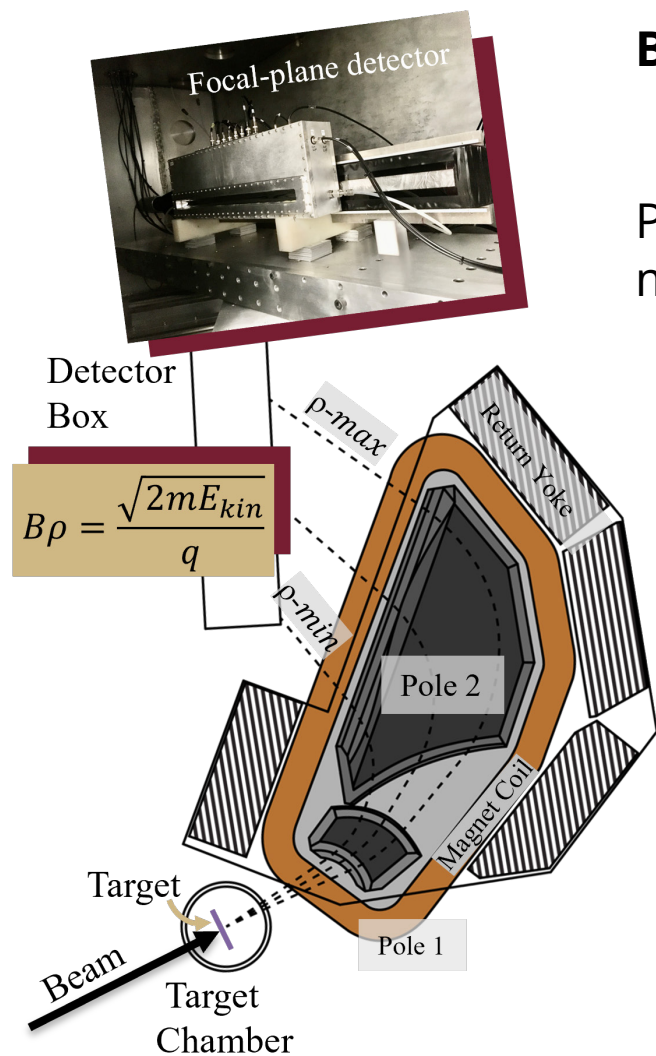 Focal-plane detector
B
P
n
Detector
Box
ρ-max
Return Yoke
Bρ = √(2mE_kin) / q
ρ-min
Pole 2
Magnet Coil
Target
Pole 1
Beam
Target
Chamber